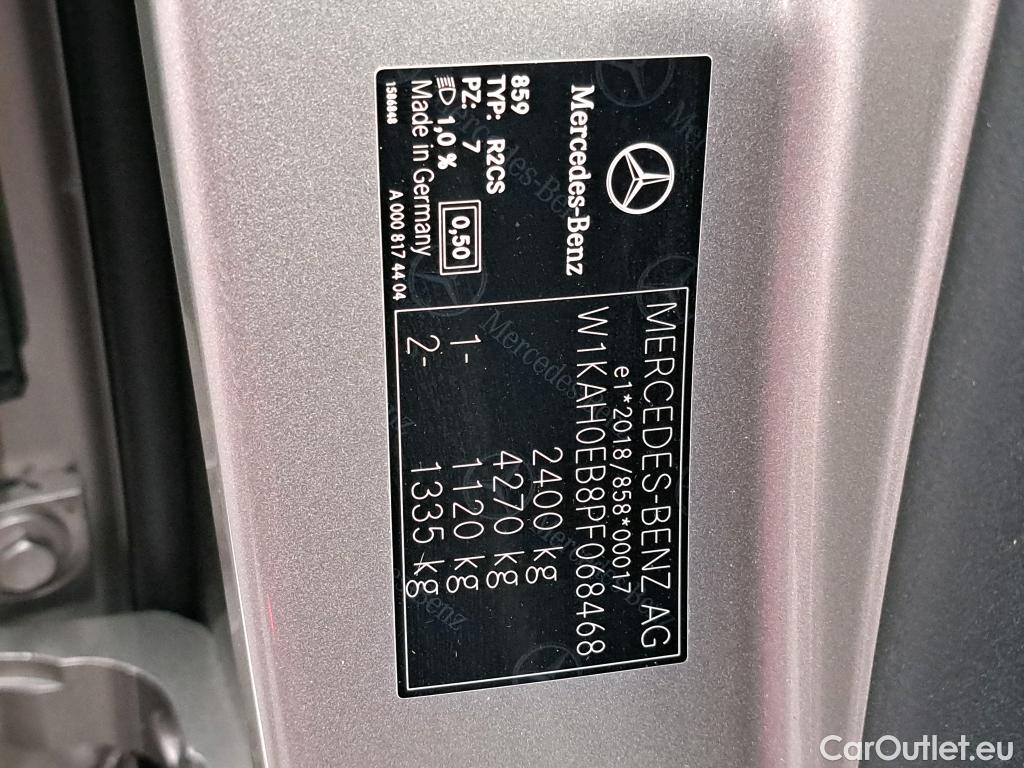 Mercedes-Benz
859
TYP: R2CS
PZ: 7
1,0 %
0,50
Made in Germany
1586848
A 000 817 44 04
MERCEDES-BENZ AG
e1*2018/858*00017
W1KAH0EB8PF068468
2400 kg
4270 kg
1- 1120 kg
2- 1335 kg
CarOutlet.eu